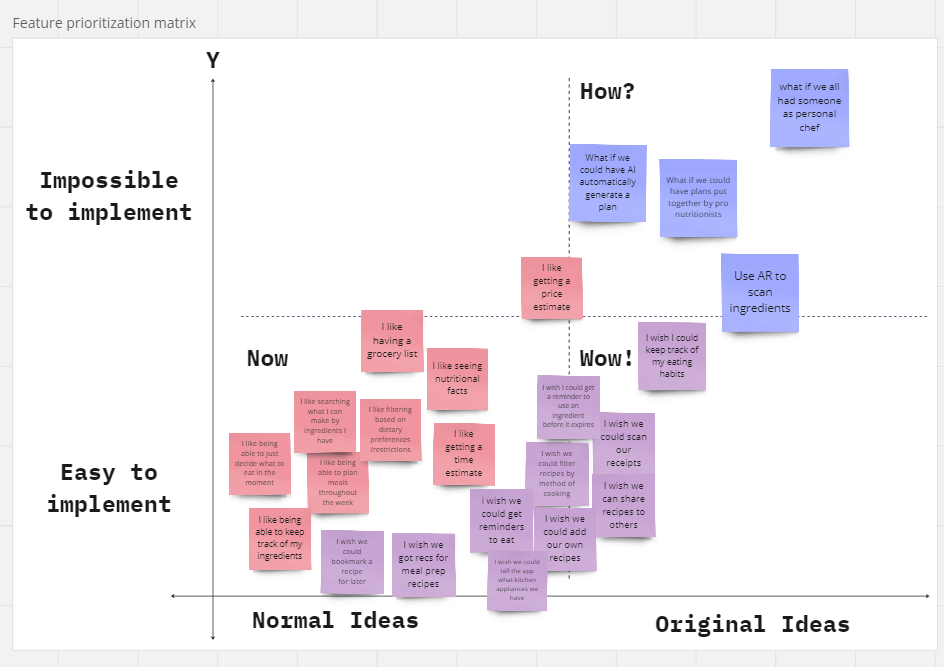 Feature prioritization matrix
Y
How?
what if we all
had someone
as personal
chef
What if we
could have AI
automatically
generate a
plan
What if we could
have plans put
together by pro
nutritionists
Impossible
to implement
Use AR to
scan
ingredients
I like
getting a
price
estimate
Now
I like
having a
grocery list
I like seeing
nutritional
facts
Wow!
I wish I could
keep track of
my eating
habits
I like searching
what I can
make by
ingredients I
have
I like filtering
based on
dietary
preferences
/restrictions
I wish I could get
a reminder to
use an
ingredient
before it expires
I like being
able to just
decide what to
eat in the
moment
I like being
able to plan
meals
throughout
the week
I like
getting a
time
estimate
I wish we
could filter
recipes by
method of
cooking
I wish we
could scan
our
receipts
Easy to
implement
I like being
able to keep
track of my
ingredients
I wish we
could
bookmark a
recipe
for later
I wish we
got recs for
meal prep
recipes
i wish we
could get
reminders
to eat
I wish we
could add
our own
recipes
I wish we
can share
recipes to
others
I wish we could
tell the app
what kitchen
appliances we
have
Normal Ideas
Original Ideas